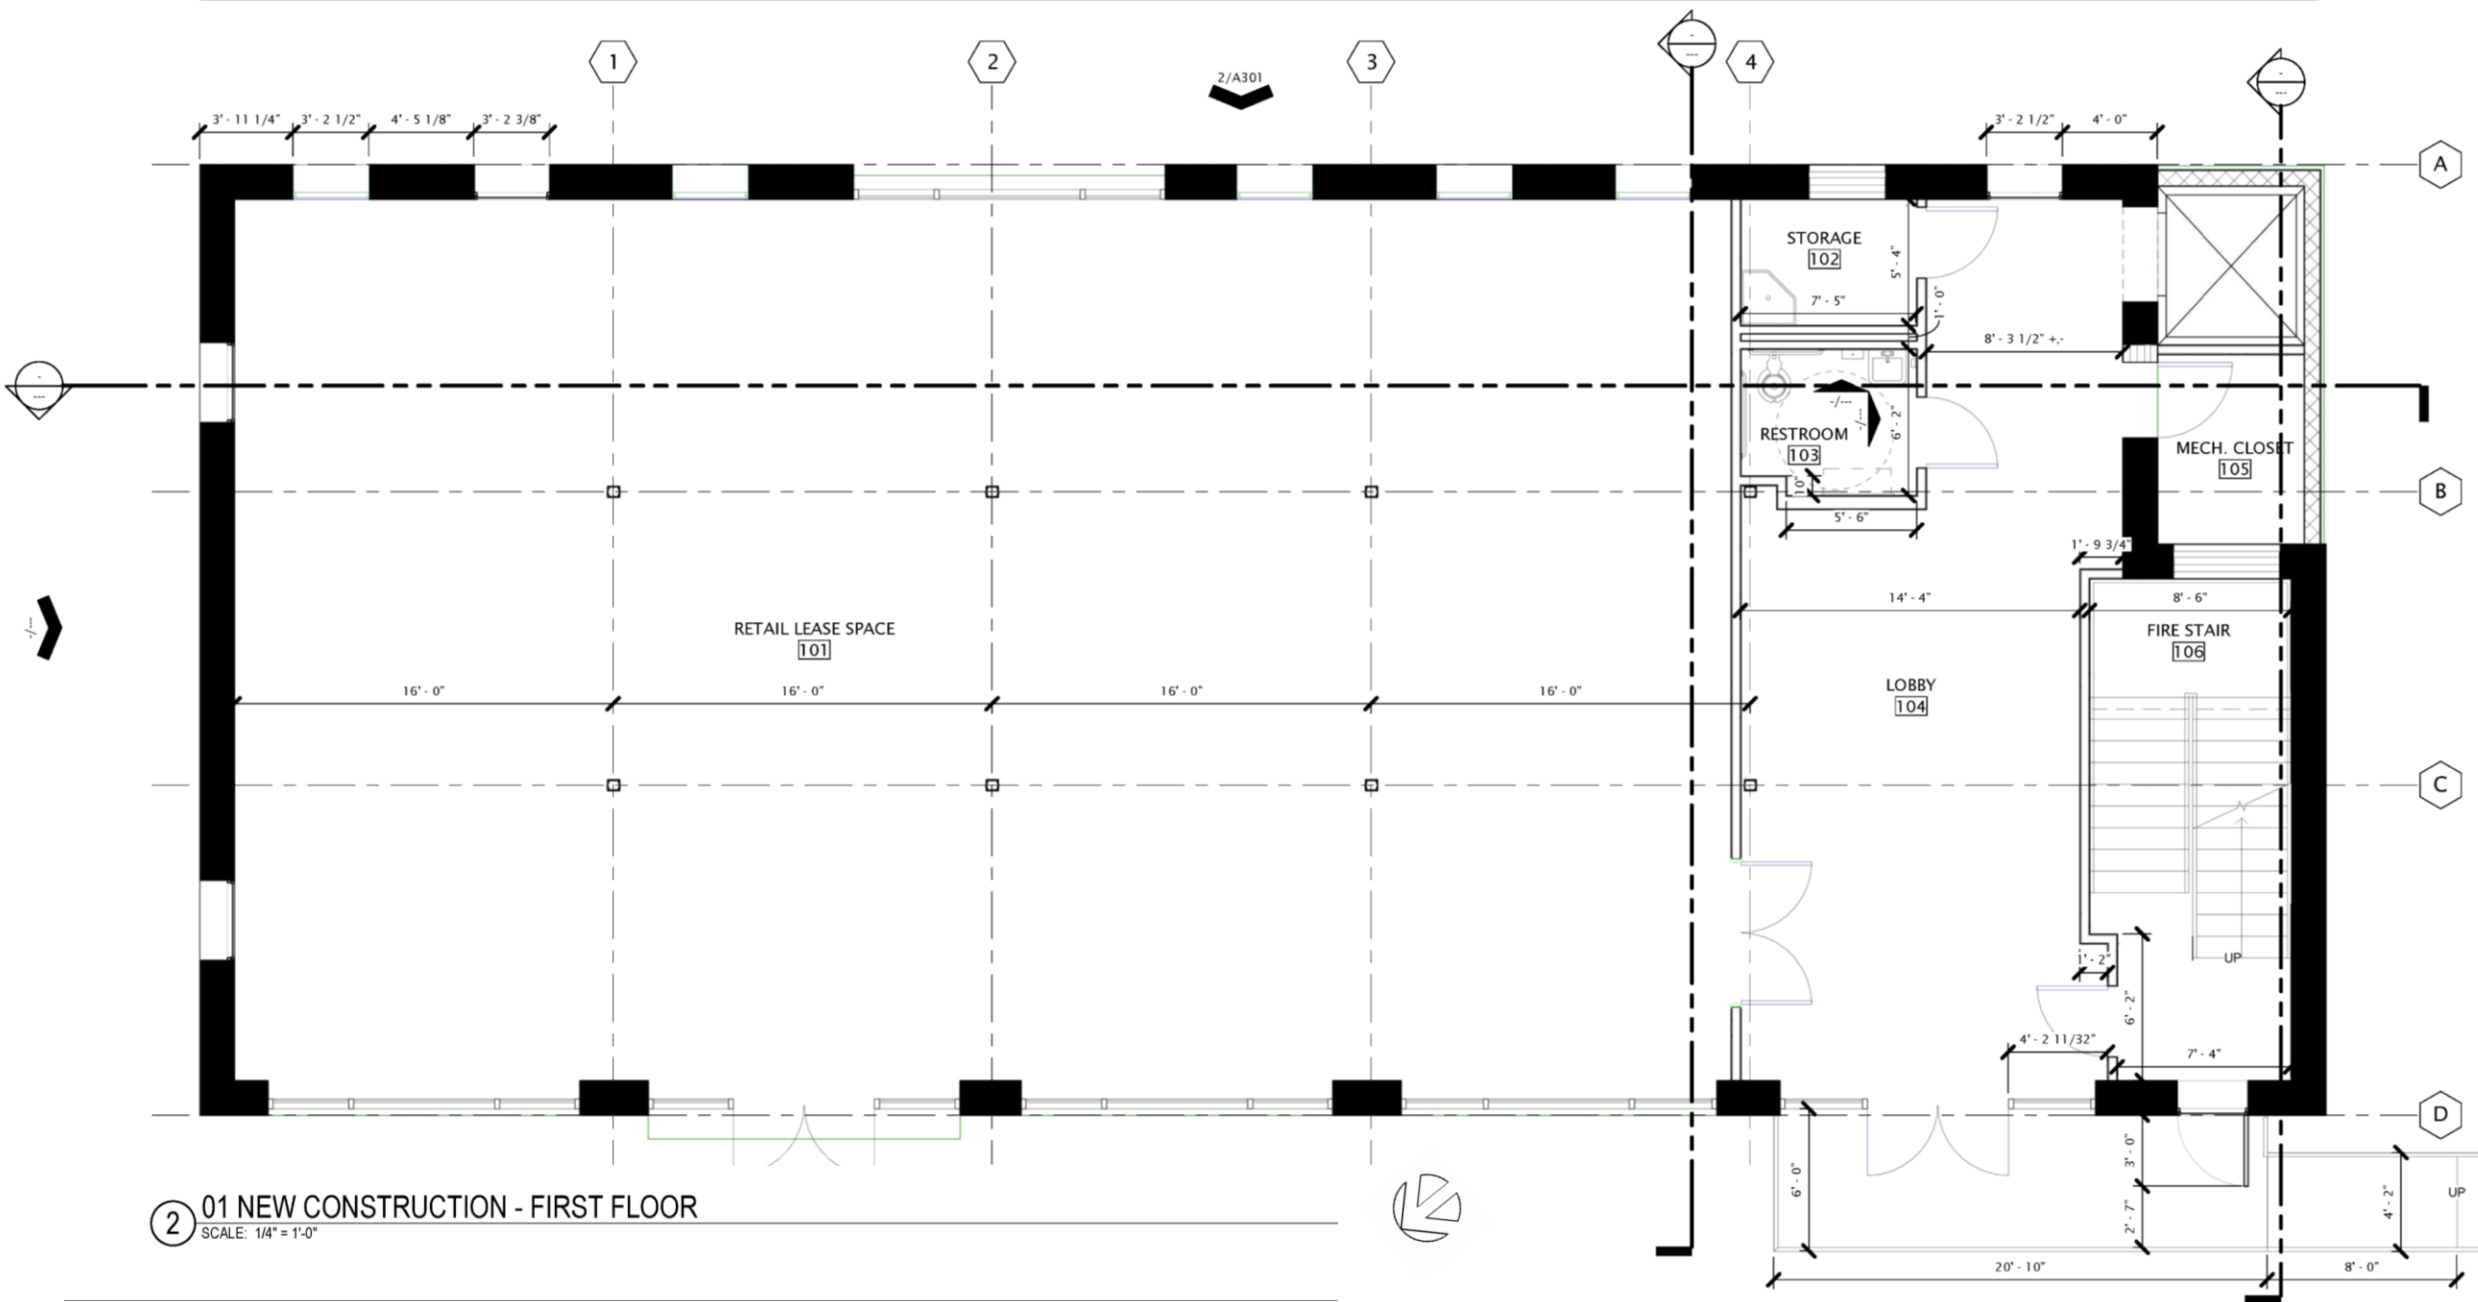 1
2
3
4
2/A301
-
---
-
---
3' - 11 1/4"
3' - 2 1/2"
4' - 5 1/8"
3' - 2 3/8"
3' - 2 1/2"
4' - 0"
A
STORAGE
102
5' - 4"
7' - 5"
1' - 0"
8' - 3 1/2" +,-
-
---
-/---
-/---
RESTROOM
103
6' - 2"
MECH. CLOSET
105
10"
B
5' - 6"
1' - 9 3/4"
14' - 4"
8' - 6"
-/---
RETAIL LEASE SPACE
101
FIRE STAIR
106
LOBBY
104
16' - 0"
16' - 0"
16' - 0"
16' - 0"
C
UP
1' - 2"
6' - 2"
4' - 2 11/32"
7' - 4"
D
6' - 0"
3' - 0"
2' - 7"
4' - 2"
UP
2
01 NEW CONSTRUCTION - FIRST FLOOR
SCALE: 1/4" = 1'-0"
20' - 10"
8' - 0"